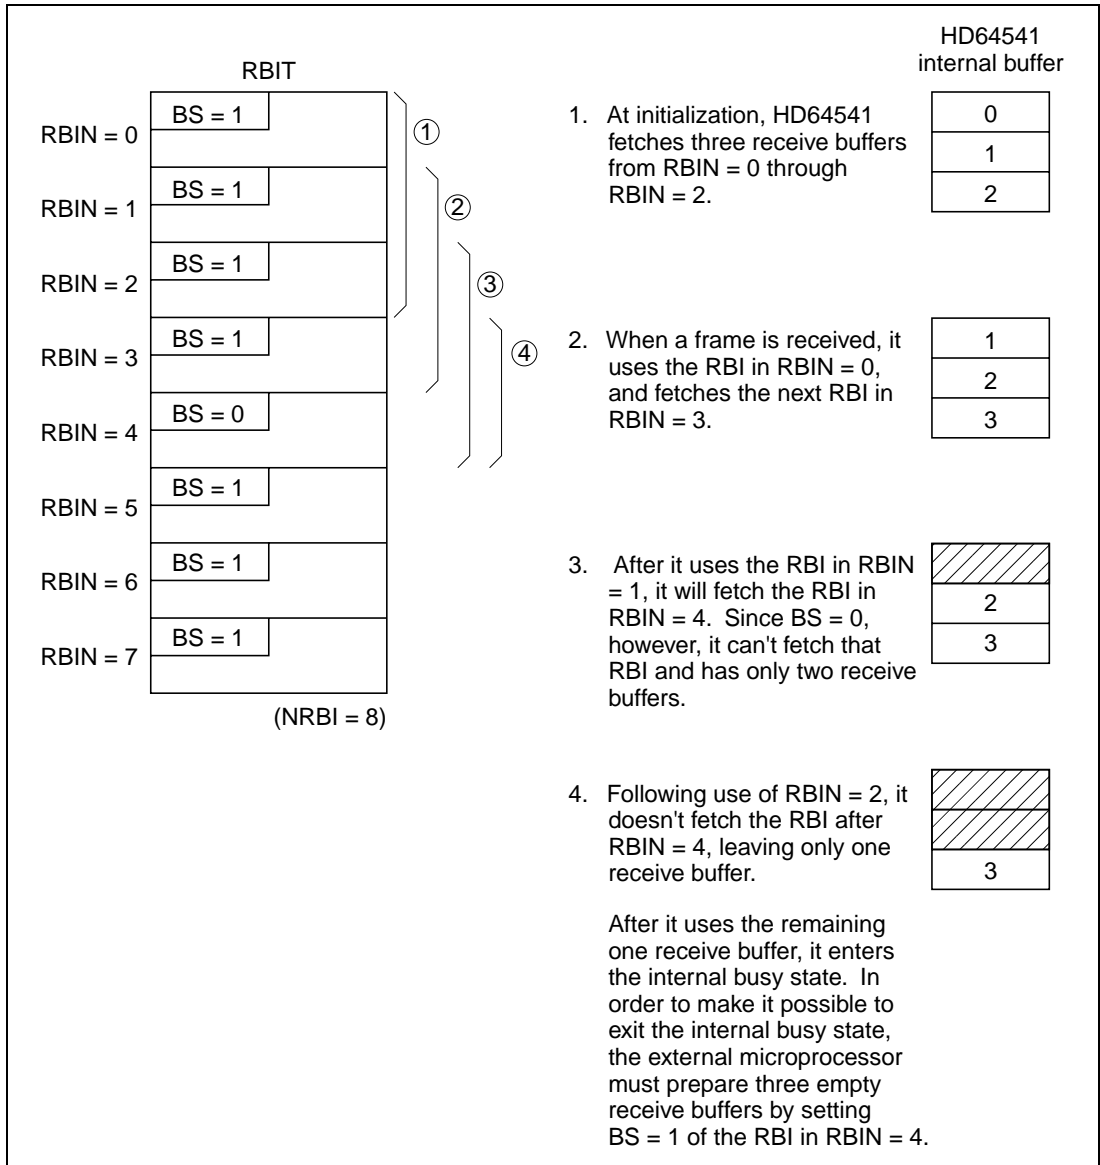 HD64541
internal buffer
RBIT
RBIN = 0
BS = 1
RBIN = 1
BS = 1
RBIN = 2
BS = 1
RBIN = 3
BS = 1
RBIN = 4
BS = 0
RBIN = 5
BS = 1
RBIN = 6
BS = 1
RBIN = 7
BS = 1
(NRBI = 8)
①
②
③
④
1. At initialization, HD64541
fetches three receive buffers
from RBIN = 0 through
RBIN = 2.
0
1
2
2. When a frame is received, it
uses the RBI in RBIN = 0,
and fetches the next RBI in
RBIN = 3.
1
2
3
3. After it uses the RBI in RBIN
= 1, it will fetch the RBI in
RBIN = 4. Since BS = 0,
however, it can't fetch that
RBI and has only two receive
buffers.
2
3
4. Following use of RBIN = 2, it
doesn't fetch the RBI after
RBIN = 4, leaving only one
receive buffer.
3
After it uses the remaining
one receive buffer, it enters
the internal busy state. In
order to make it possible to
exit the internal busy state,
the external microprocessor
must prepare three empty
receive buffers by setting
BS = 1 of the RBI in RBIN = 4.